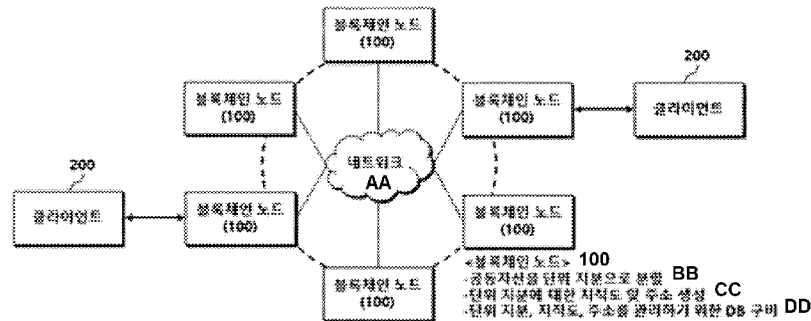 블록체인 노드
(100)
블록체인 노드
(100)
블록체인 노드
(100)
200
클라이언트
네트워크
AA
200
클라이언트
블록체인 노드
(100)
블록체인 노드
(100)
블록체인 노드
(100)
<블록체인 노드> 100
-공동자산을 단위 지분으로 분할 BB
-단위 지분에 대한 지적도 및 주소 생성 CC
-단위 지분, 지적도, 주소를 관리하기 위한 DB 구비 DD